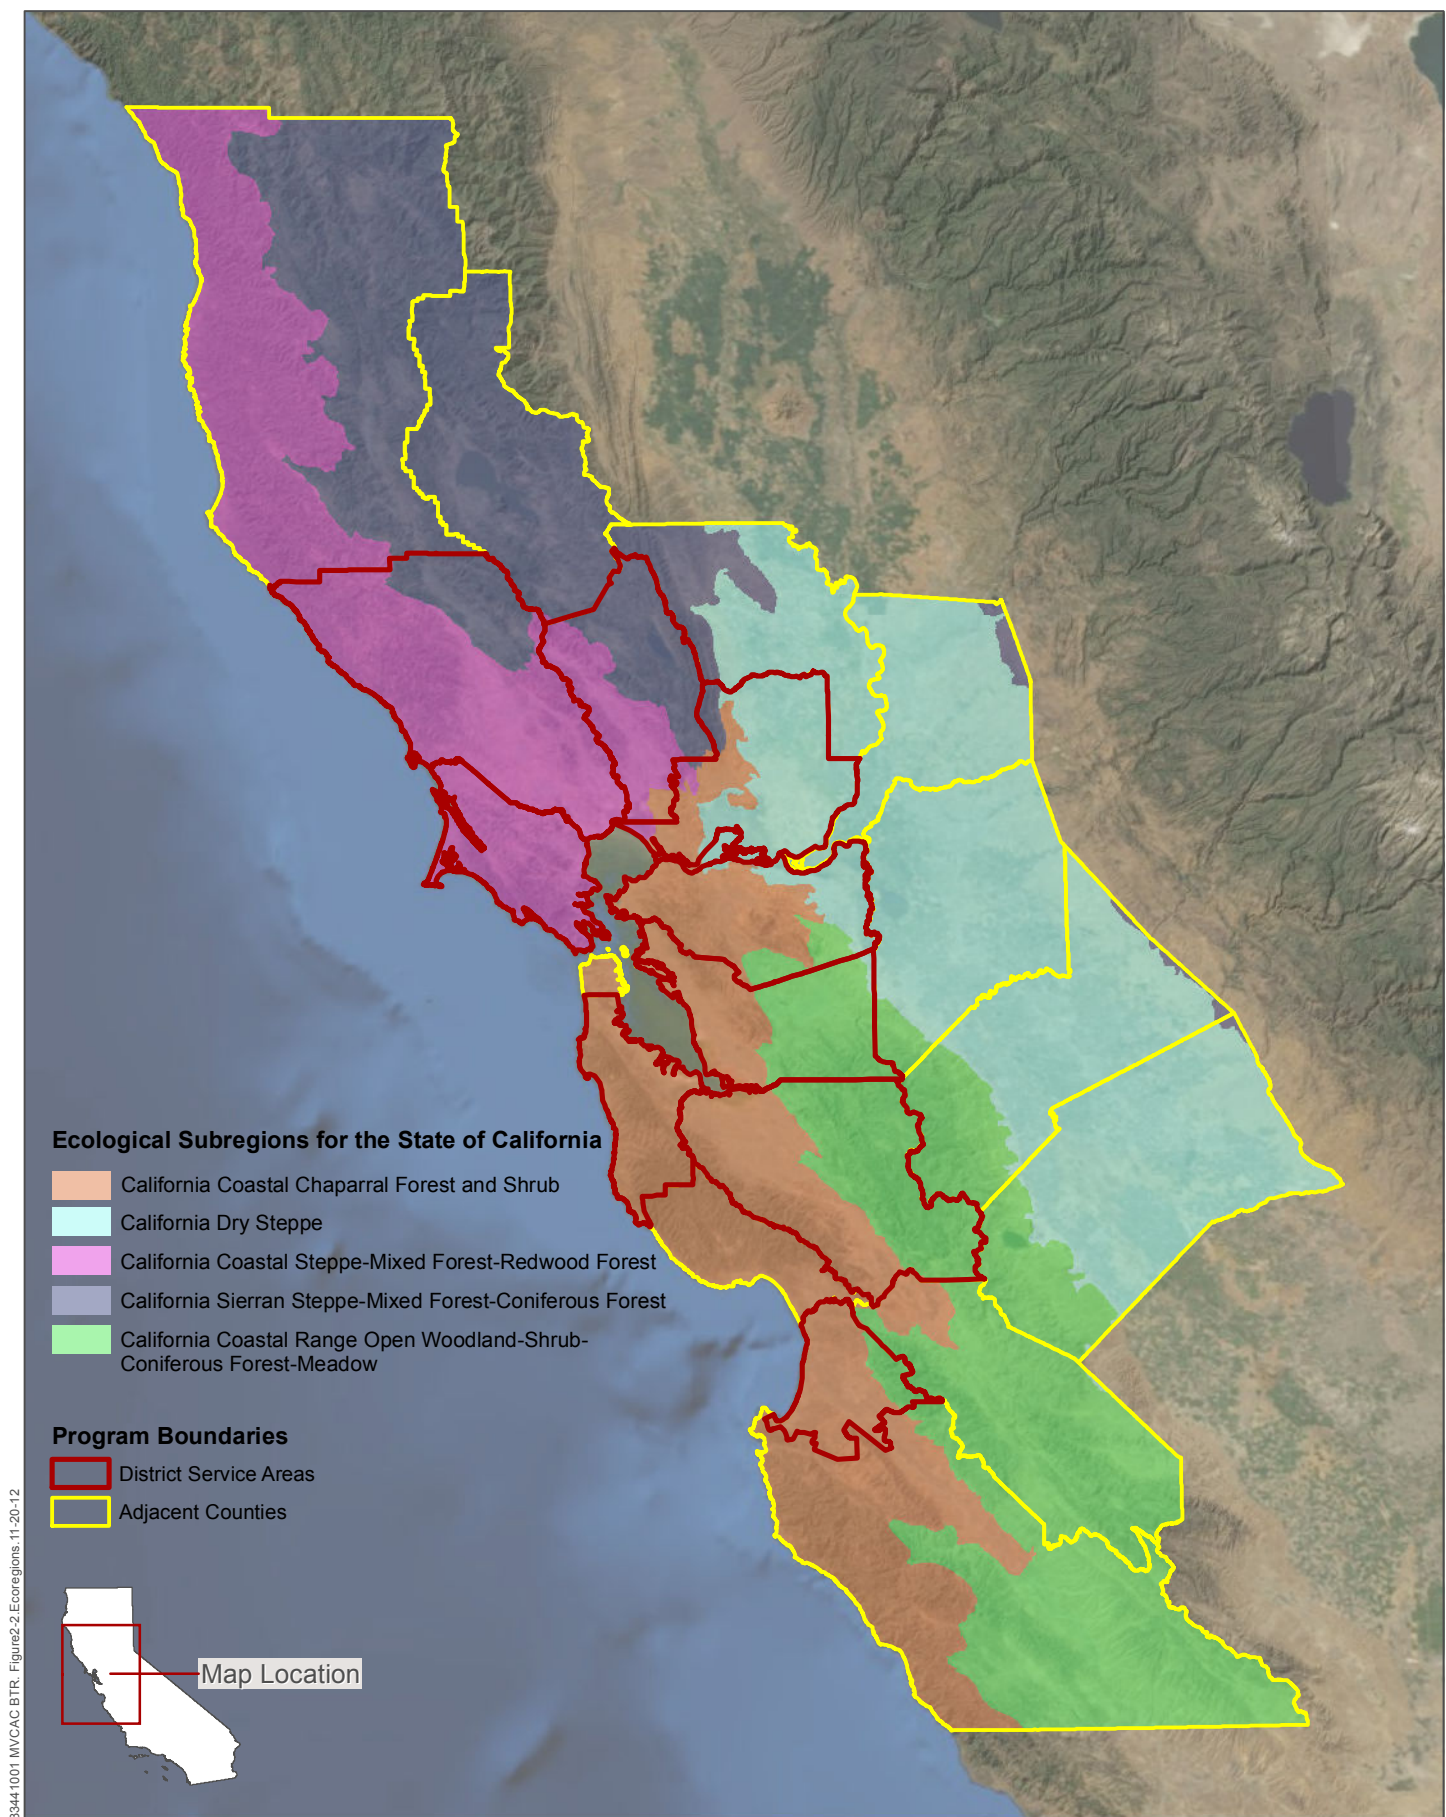 Ecological Subregions for the State of California
California Coastal Chaparral Forest and Shrub
California Dry Steppe
California Coastal Steppe-Mixed Forest-Redwood Forest
California Sierran Steppe-Mixed Forest-Coniferous Forest
California Coastal Range Open Woodland-Shrub-
Coniferous Forest-Meadow
Program Boundaries
District Service Areas
Adjacent Counties
Map Location
33441001 MVCAC BTR. Figure2-2.Ecoregions.11-20-12